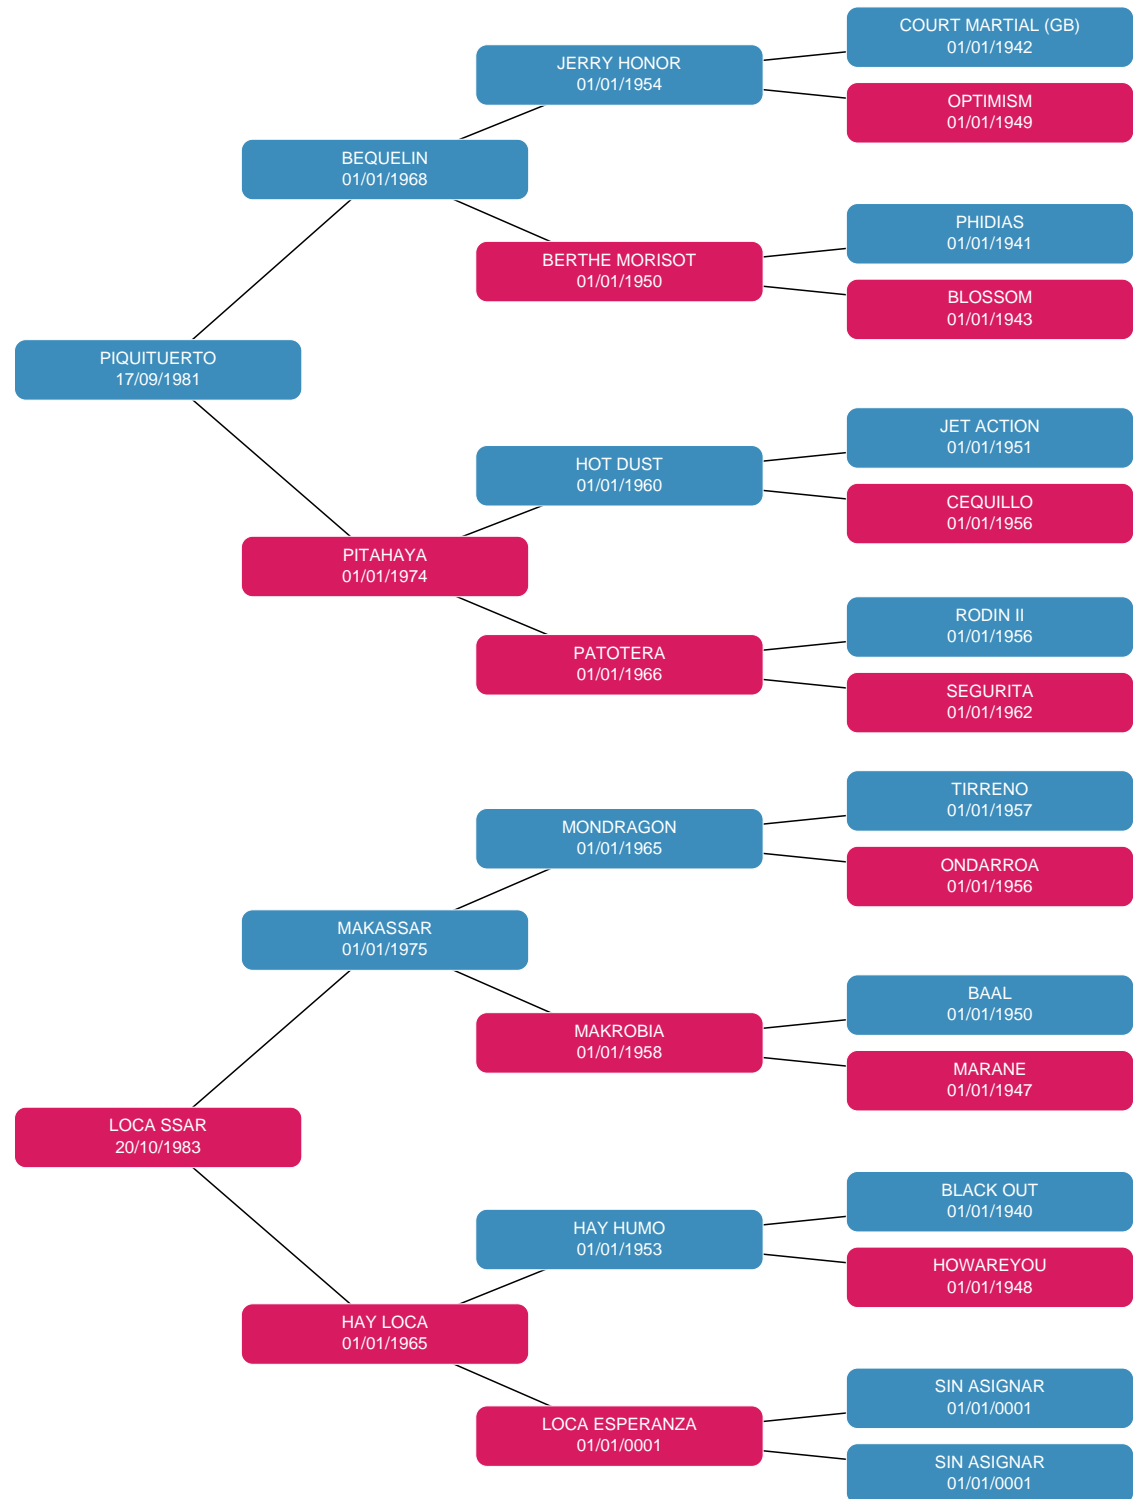 COURT MARTIAL (GB)
01/01/1942
JERRY HONOR
01/01/1954
OPTIMISM
01/01/1949
BEQUELIN
01/01/1968
PHIDIAS
01/01/1941
BERTHE MORISOT
01/01/1950
BLOSSOM
01/01/1943
PIQUITUERTO
17/09/1981
JET ACTION
01/01/1951
HOT DUST
01/01/1960
CEQUILLO
01/01/1956
PITAHAYA
01/01/1974
RODIN II
01/01/1956
PATOTERA
01/01/1966
SEGURITA
01/01/1962
TIRRENO
01/01/1957
MONDRAGON
01/01/1965
ONDARROA
01/01/1956
MAKASSAR
01/01/1975
BAAL
01/01/1950
MAKROBIA
01/01/1958
MARANE
01/01/1947
LOCA SSAR
20/10/1983
BLACK OUT
01/01/1940
HAY HUMO
01/01/1953
HOWAREYOU
01/01/1948
HAY LOCA
01/01/1965
SIN ASIGNAR
01/01/0001
LOCA ESPERANZA
01/01/0001
SIN ASIGNAR
01/01/0001